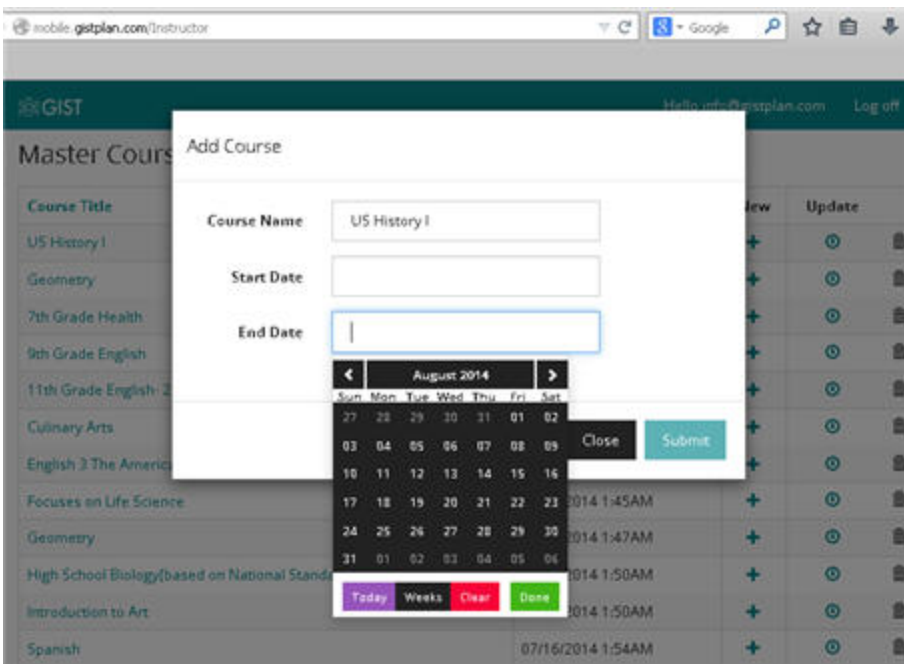 mobile.gistplan.com/Instructor
Google
GIST
Hello info@gistplan.com Log off
Master Cours
Add Course
Course Title
New Update
Course Name US History I
US History I
Start Date
Geometry
7th Grade Health
End Date
9th Grade English
August 2014
11th Grade English- 2
Sun Mon Tue Wed Thu Fri Sat
27 28 29 30 31 01 02
Culinary Arts
Close Submit
03 04 05 06 07 08 09
English 3 The Americ
10 11 12 13 14 15 16
Focuses on Life Science
17 18 19 20 21 22 23
2014 1:45AM
24 25 26 27 28 29 30
Geometry
2014 1:47AM
31 01 02 03 04 05 06
High School Biology(based on National Stand
2014 1:50AM
Today Weeks Clear Done
Introduction to Art
2014 1:50AM
Spanish
07/16/2014 1:54AM